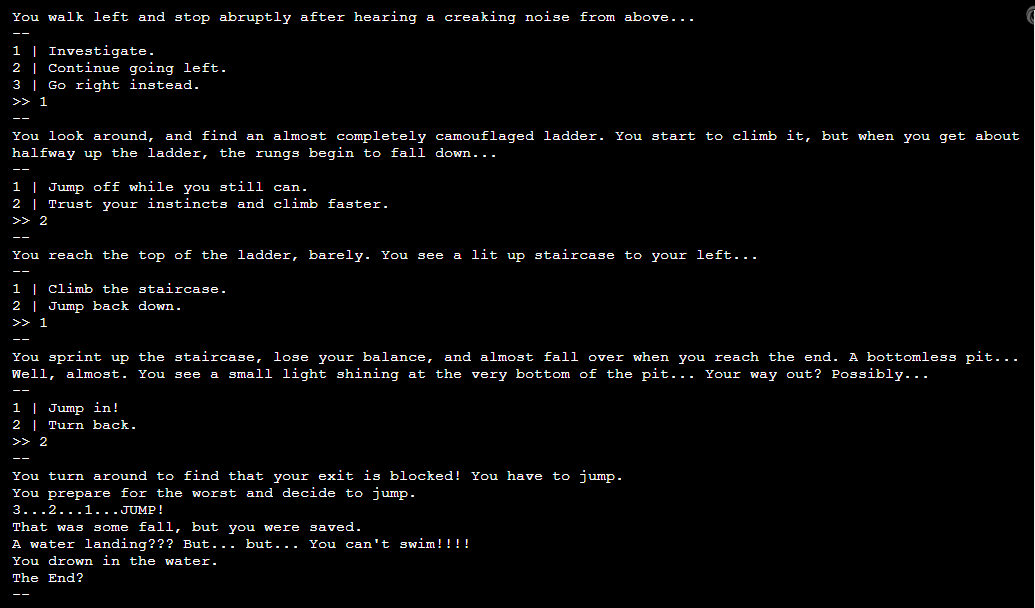 You walk left and stop abruptly after hearing a creaking noise from above...
--
1 | Investigate.
2 | Continue going left.
3 | Go right instead.
>> 1
--
You look around, and find an almost completely camouflaged ladder. You start to climb it, but when you get about
halfway up the ladder, the rungs begin to fall down...
--
1 | Jump off while you still can.
2 | Trust your instincts and climb faster.
>> 2
--
You reach the top of the ladder, barely. You see a lit up staircase to your left...
--
1 | Climb the staircase.
2 | Jump back down.
>> 1
--
You sprint up the staircase, lose your balance, and almost fall over when you reach the end. A bottomless pit...
Well, almost. You see a small light shining at the very bottom of the pit... Your way out? Possibly...
--
1 | Jump in!
2 | Turn back.
>> 2
--
You turn around to find that your exit is blocked! You have to jump.
You prepare for the worst and decide to jump.
3...2...1...JUMP!
That was some fall, but you were saved.
A water landing??? But... but... You can't swim!!!!
You drown in the water.
The End?
--